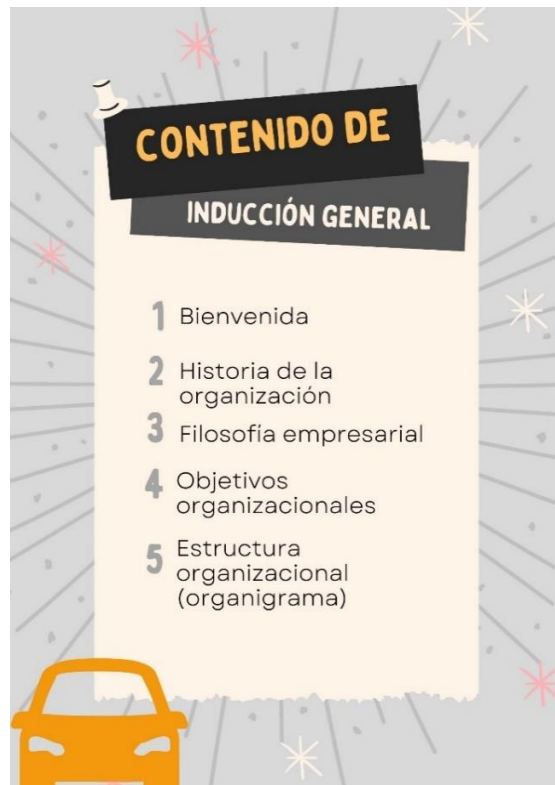 CONTENIDO DE
INDUCCIÓN GENERAL
1 Bienvenida
2 Historia de la
organización
3 Filosofía empresarial
4 Objetivos
organizacionales
5 Estructura
organizacional
(organigrama)